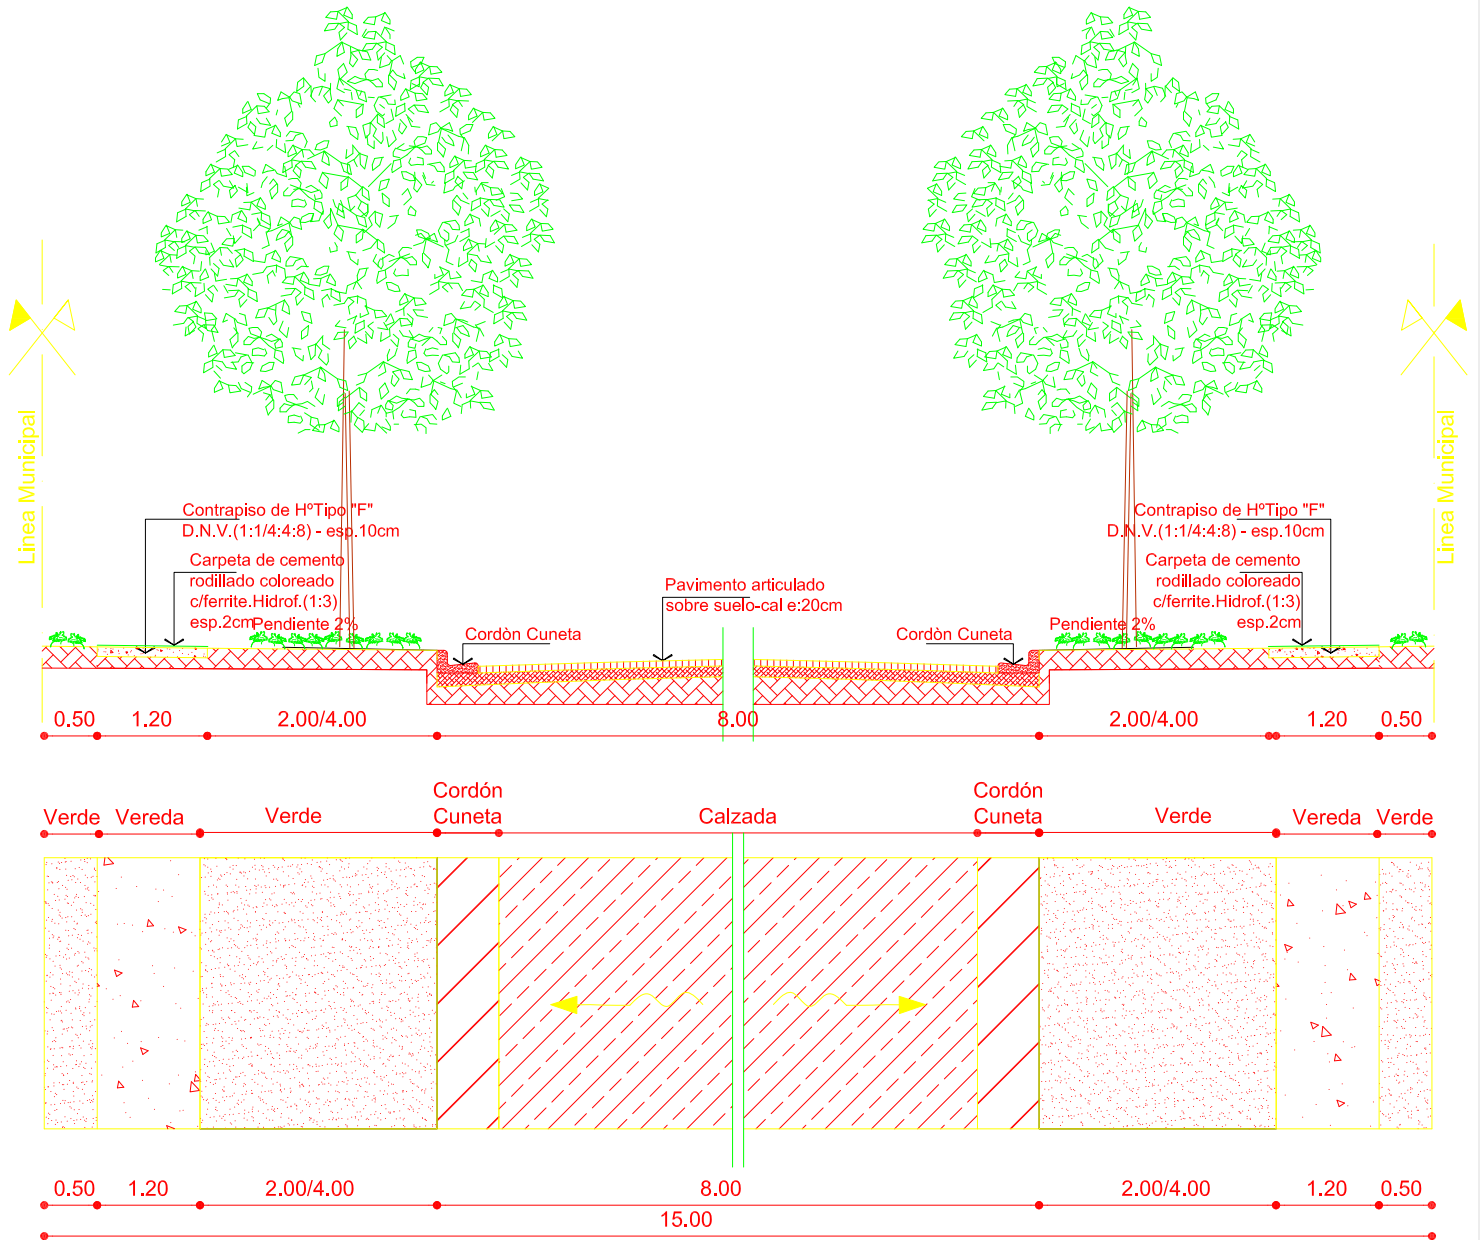 Linea Municipal
Linea Municipal
Contrapiso de HºTipo "F"
D.N.V.(1:1/4:4:8) - esp.10cm
Carpeta de cemento
rodillado coloreado
c/ferrite.Hidrof.(1:3)
esp.2cm
Pendiente 2%
Cordòn Cuneta
Pavimento articulado
sobre suelo-cal e:20cm
Cordòn Cuneta
Contrapiso de HºTipo "F"
D.N.V.(1:1/4:4:8) - esp.10cm
Carpeta de cemento
rodillado coloreado
c/ferrite.Hidrof.(1:3)
esp.2cm
Pendiente 2%
0.50 1.20 2.00/4.00 8.00 2.00/4.00 1.20 0.50
Verde Vereda Verde
Cordón
Cuneta
Calzada
Cordón
Cuneta
Verde Vereda Verde
0.50 1.20 2.00/4.00 8.00 2.00/4.00 1.20 0.50
15.00